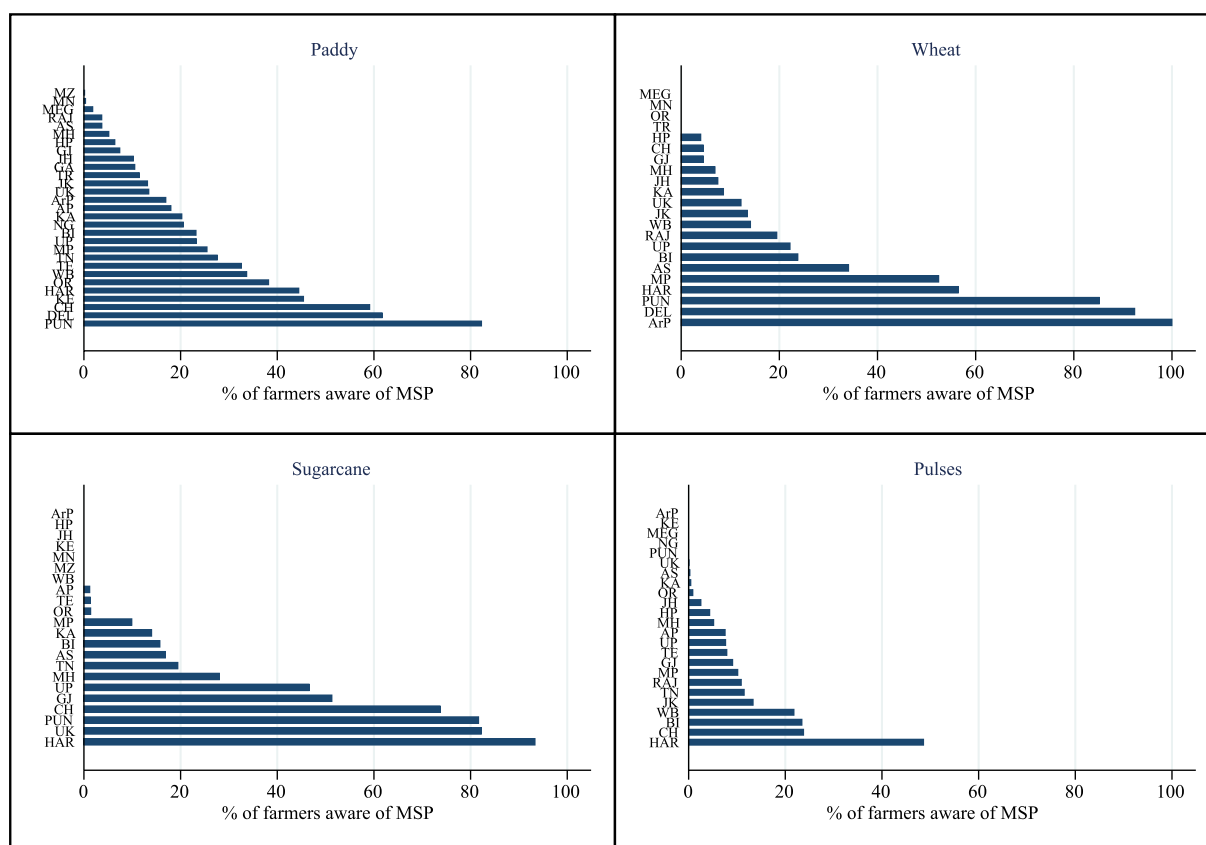 Paddy
MZ
MN
MEG
RAJ
AS
MH
HP
GJ
JH
GA
TR
JK
UK
ArP
AP
KA
NG
BI
UP
MP
TN
TE
WB
OR
HAR
KE
CH
DEL
PUN
0 20 40 60 80 100
% of farmers aware of MSP
Wheat
MEG
MN
OR
TR
HP
CH
GJ
MH
JH
KA
UK
JK
WB
RAJ
UP
BI
AS
MP
HAR
PUN
DEL
ArP
0 20 40 60 80 100
% of farmers aware of MSP
Sugarcane
ArP
HP
JH
KE
MN
MZ
WB
AP
TE
OR
MP
KA
BI
AS
TN
MH
UP
GJ
CH
PUN
UK
HAR
0 20 40 60 80 100
% of farmers aware of MSP
Pulses
ArP
KE
MEG
NG
PUN
UK
AS
KA
OR
JH
HP
MH
AP
UP
TE
GJ
MP
RAJ
TN
JK
WB
BI
CH
HAR
0 20 40 60 80 100
% of farmers aware of MSP